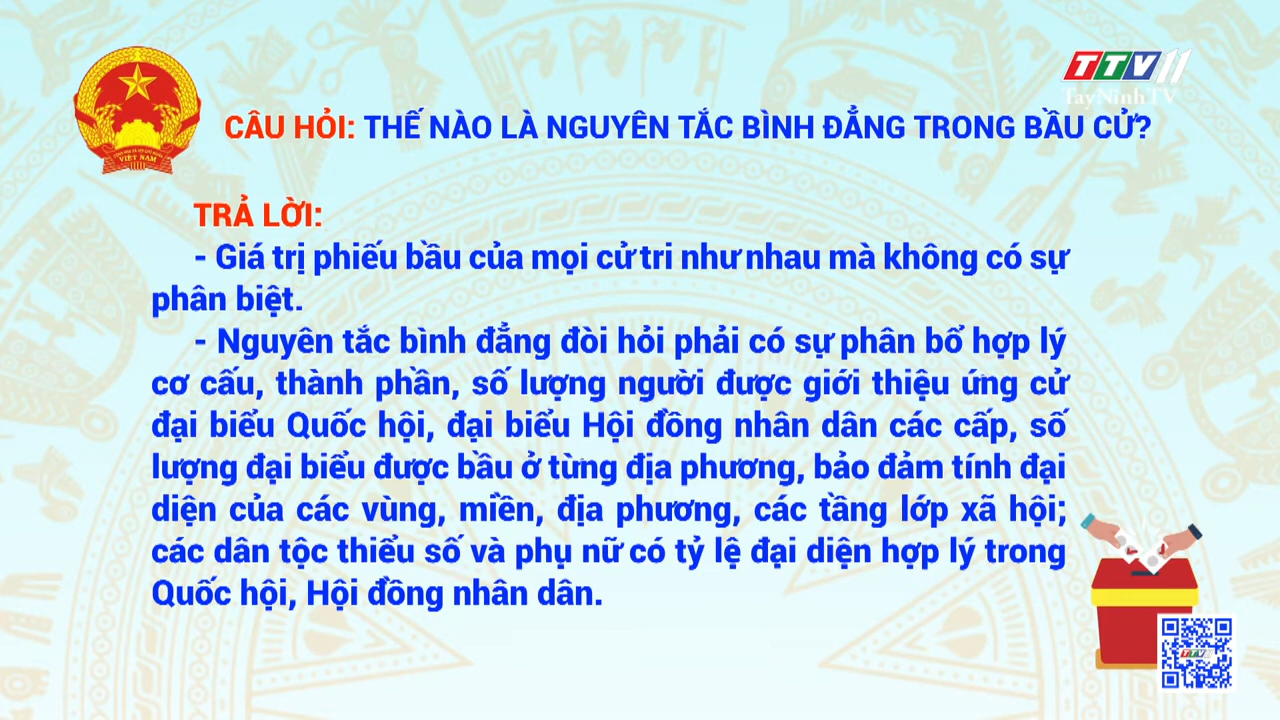 TTV11
TayNinhTV
CÂU HỎI: THẾ NÀO LÀ NGUYÊN TẮC BÌNH ĐẲNG TRONG BẦU CỬ?
VIỆT NAM
TRẢ LỜI:
- Giá trị phiếu bầu của mọi cử tri như nhau mà không có sự
phân biệt.
- Nguyên tắc bình đẳng đòi hỏi phải có sự phân bổ hợp lý
cơ cấu, thành phần, số lượng người được giới thiệu ứng cử
đại biểu Quốc hội, đại biểu Hội đồng nhân dân các cấp, số
lượng đại biểu được bầu ở từng địa phương, bảo đảm tính đại
diện của các vùng, miền, địa phương, các tầng lớp xã hội;
các dân tộc thiểu số và phụ nữ có tỷ lệ đại diện hợp lý trong
Quốc hội, Hội đồng nhân dân.
TTV11